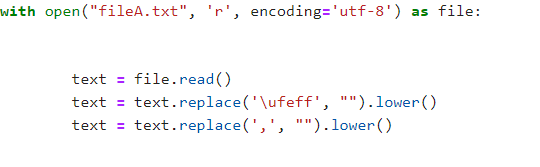 with open("fileA.txt", 'r', encoding='utf-8') as file:
text = file.read()
text = text.replace('\ufeff', "").lower()
text = text.replace(',', "").lower()